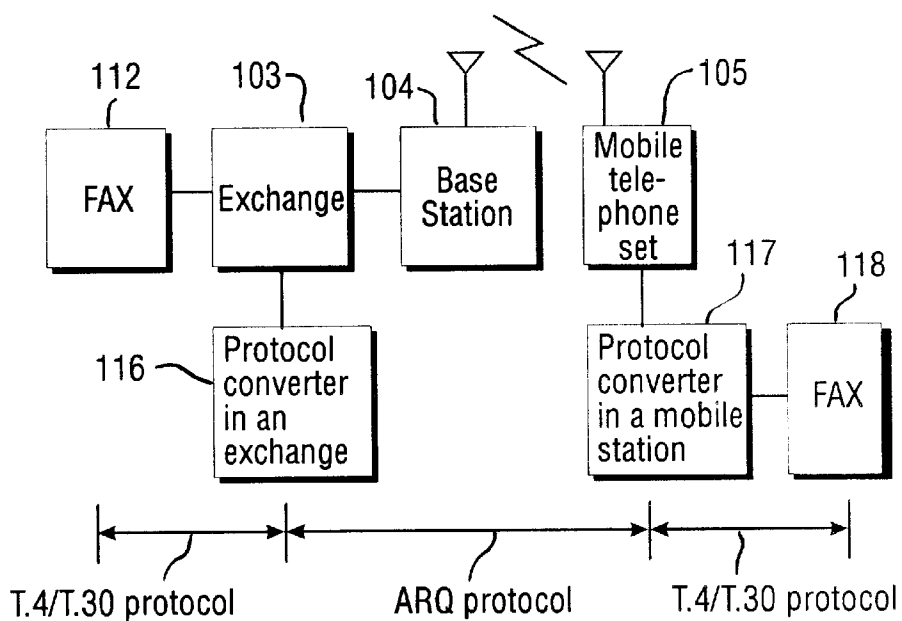 112
103
104
105
FAX
Exchange
Base
Station
Mobile
tele-
phone
set
116
Protocol
converter
in an
exchange
117
Protocol
converter
in a mobile
station
118
FAX
T.4/T.30 protocol
ARQ protocol
T.4/T.30 protocol